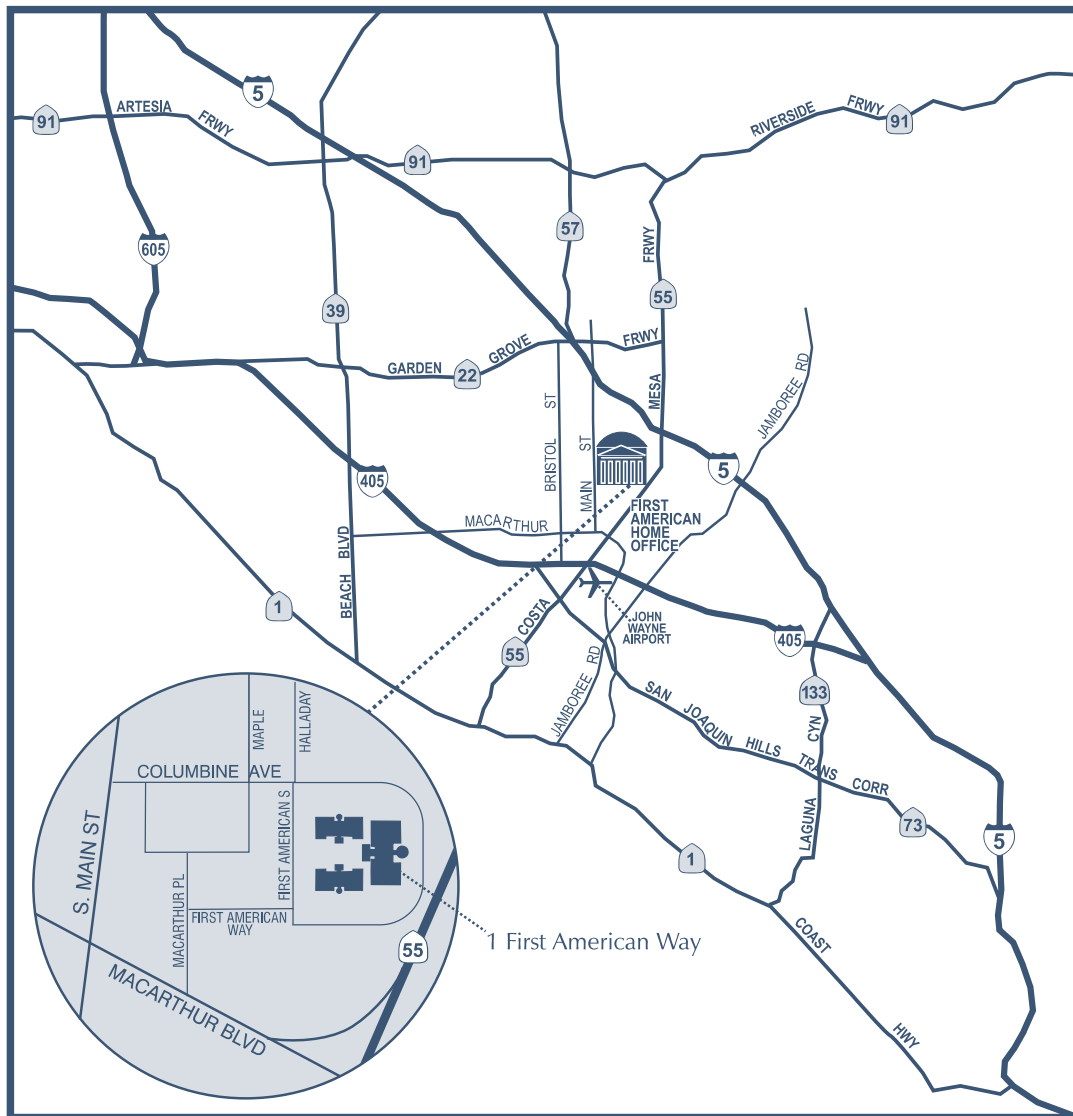 5
91
ARTESIA
FRWY
91
RIVERSIDE
FRWY
91
605
57
39
FRWY
55
GARDEN
22
GROVE
FRWY
MESA
JAMBOREE RD
BRISTOL ST
MAIN ST
405
5
FIRST
AMERICAN
HOME
OFFICE
MACARTHUR
BEACH BLVD
1
COSTA
55
JOHN
WAYNE
AIRPORT
405
JAMBOREE RD
133
SAN JOAQUIN HILLS TRANS CORR
73
LAGUNA CYN
5
1
COAST HWY
MAPLE
HALLADAY
COLUMBINE AVE
S. MAIN ST
FIRST AMERICAN S
MACARTHUR PL
FIRST AMERICAN
WAY
55
MACARTHUR BLVD
1 First American Way